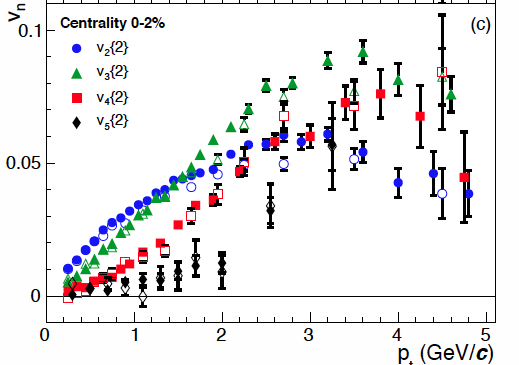 (c)
Centrality 0-2%
v2{2}
v3{2}
v4{2}
v5{2}
vn
0.1
0.05
0
0 1 2 3 4 5
p (GeV/c)